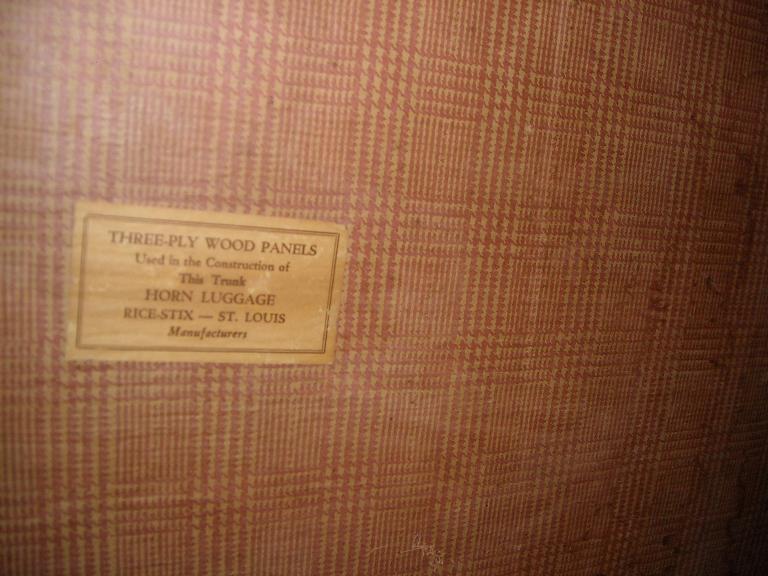 THREE-PLY WOOD PANELS
Used in the Construction of
This Trunk
HORN LUGGAGE
RICE-STIX — ST. LOUIS
Manufacturers